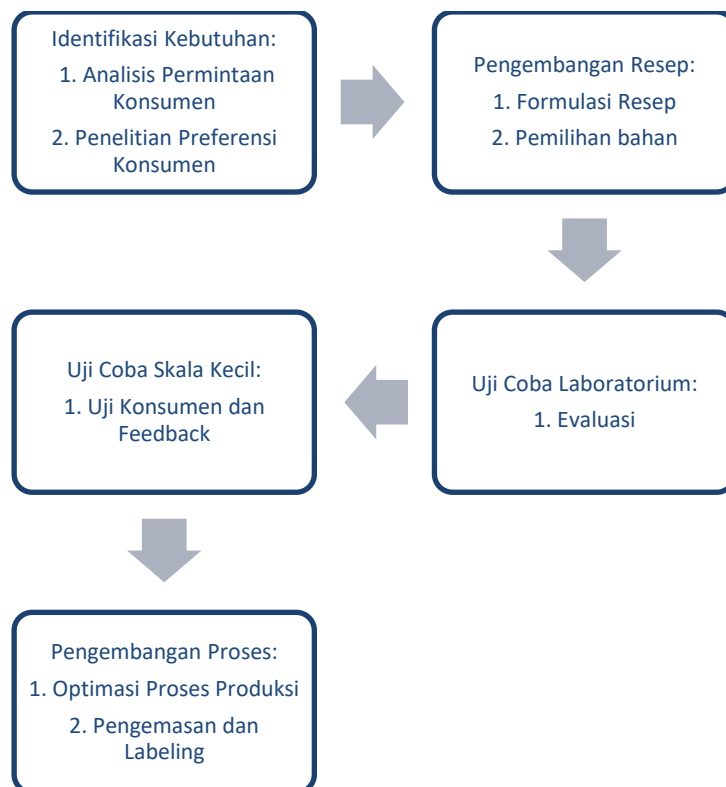 Identifikasi Kebutuhan:
1. Analisis Permintaan
Konsumen
2. Penelitian Preferensi
Konsumen
Pengembangan Resep:
1. Formulasi Resep
2. Pemilihan bahan
Uji Coba Laboratorium:
1. Evaluasi
Uji Coba Skala Kecil:
1. Uji Konsumen dan
Feedback
Pengembangan Proses:
1. Optimasi Proses Produksi
2. Pengemasan dan
Labeling